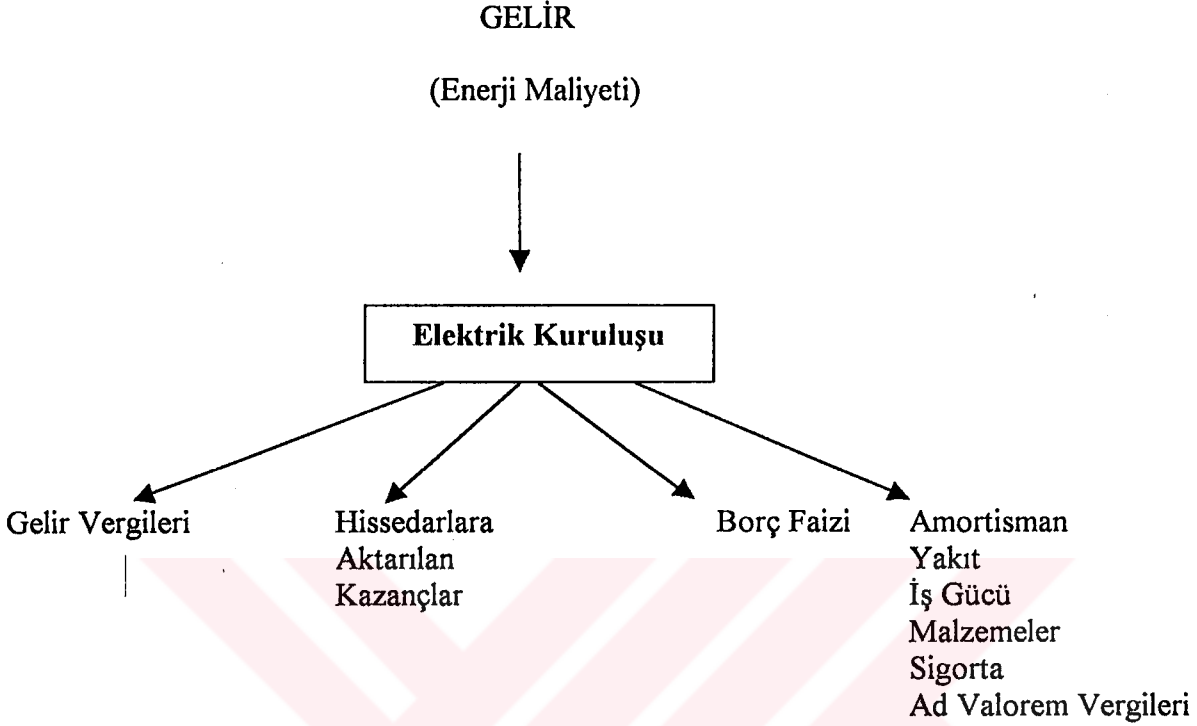 GELİR
(Enerji Maliyeti)
Elektrik Kuruluşu
Gelir Vergileri
Hissedarlara
Aktarılan
Kazançlar
Borç Faizi
Amortisman
Yakıt
İş Gücü
Malzemeler
Sigorta
Ad Valorem Vergileri